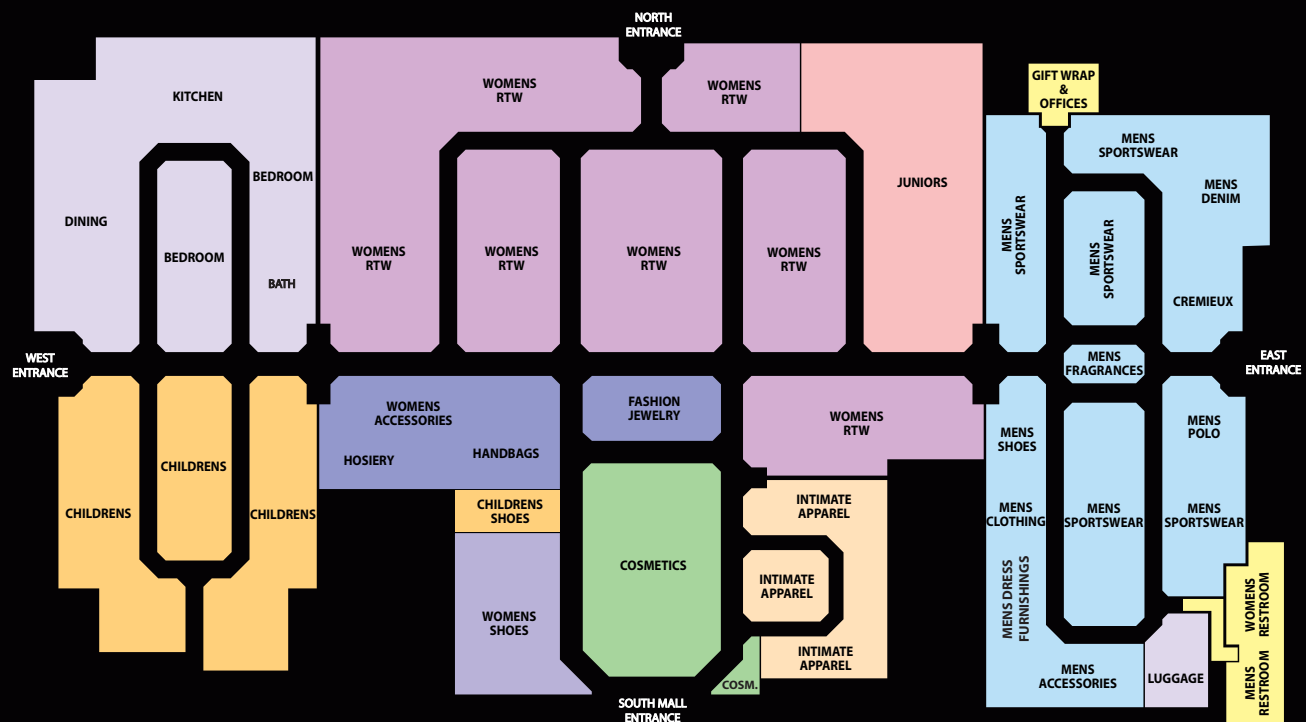 NORTH
ENTRANCE
KITCHEN
WOMENS
RTW
WOMENS
RTW
GIFT WRAP
&
OFFICES
MENS
SPORTSWEAR
BEDROOM
JUNIORS
MENS
DENIM
DINING
MENS
SPORTSWEAR
MENS
SPORTSWEAR
BEDROOM
WOMENS
RTW
WOMENS
RTW
WOMENS
RTW
WOMENS
RTW
BATH
CREMIEUX
WEST
ENTRANCE
MENS
FRAGRANCES
EAST
ENTRANCE
WOMENS
ACCESSORIES
FASHION
JEWELRY
WOMENS
RTW
MENS
SHOES
MENS
POLO
HOSIERY
HANDBAGS
CHILDRENS
CHILDRENS
CHILDRENS
CHILDRENS
SHOES
INTIMATE
APPAREL
MENS
CLOTHING
MENS
SPORTSWEAR
MENS
SPORTSWEAR
COSMETICS
INTIMATE
APPAREL
MENS DRESS
FURNISHINGS
WOMENS
RESTROOM
WOMENS
SHOES
INTIMATE
APPAREL
MENS
ACCESSORIES
LUGGAGE
MENS
RESTROOM
COSM.
SOUTH MALL
ENTRANCE